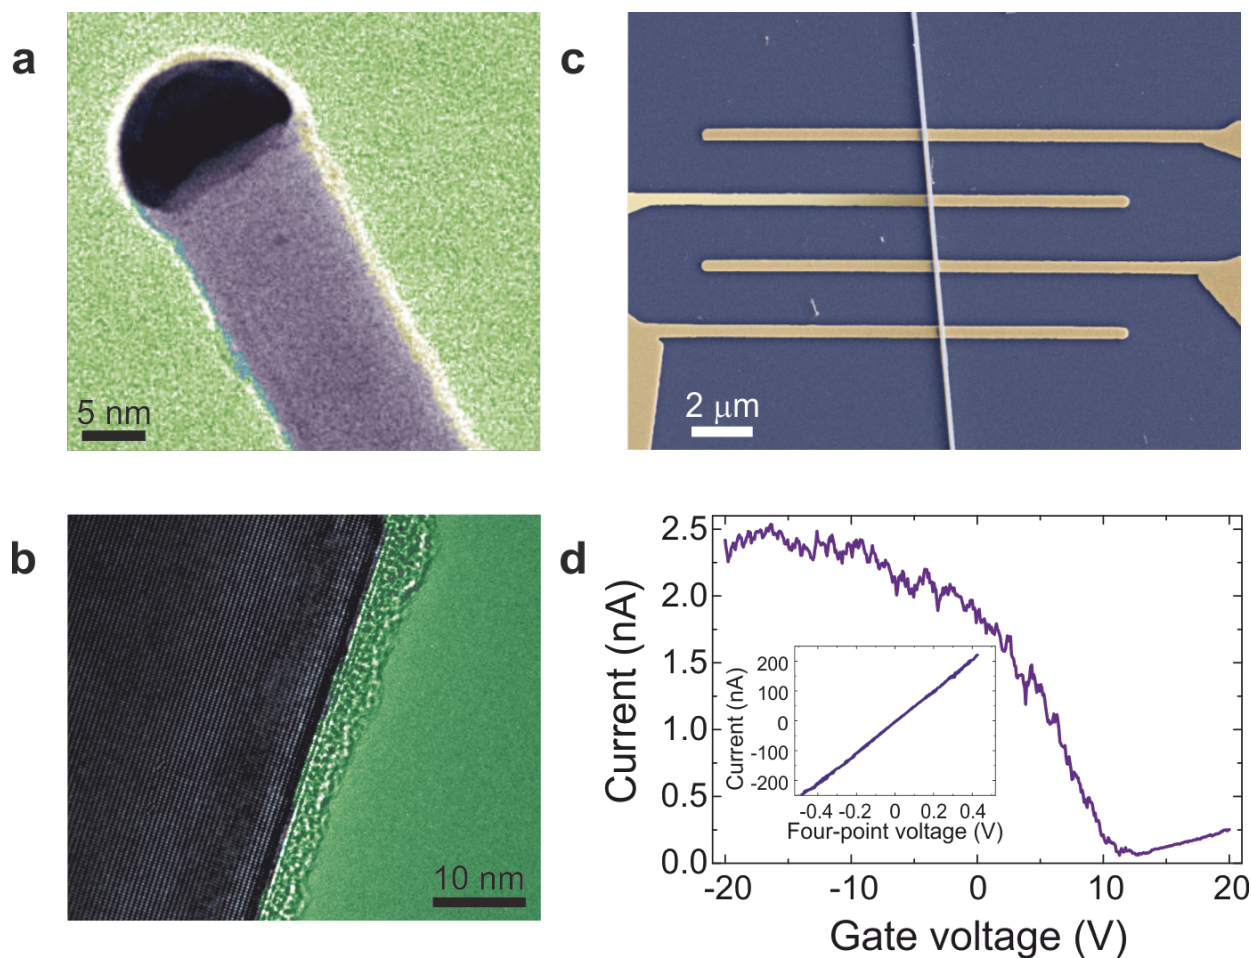 a
5 nm
c
2 μm
b
10 nm
d
Current (nA)
2.5
2.0
1.5
1.0
0.5
0.0
-20
-10
0
10
20
Gate voltage (V)
Current (nA)
200
100
0
-100
-200
-0.4
-0.2
0
0.2
0.4
Four-point voltage (V)